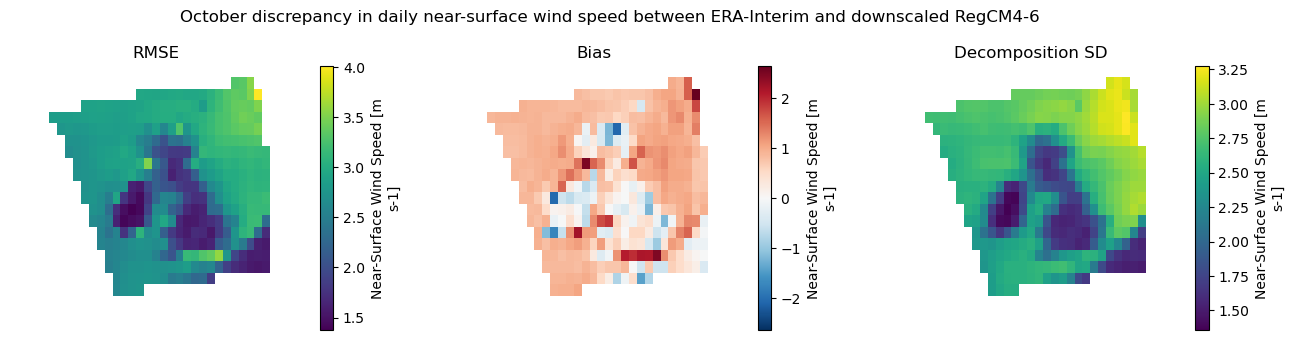 October discrepancy in daily near-surface wind speed between ERA-Interim and downscaled RegCM4-6
RMSE
4.0
3.5
3.0
2.5
2.0
1.5
Near-Surface Wind Speed [m
s-1]
Bias
2
1
0
−1
−2
Near-Surface Wind Speed [m
s-1]
Decomposition SD
3.25
3.00
2.75
2.50
2.25
2.00
1.75
1.50
Near-Surface Wind Speed [m
s-1]